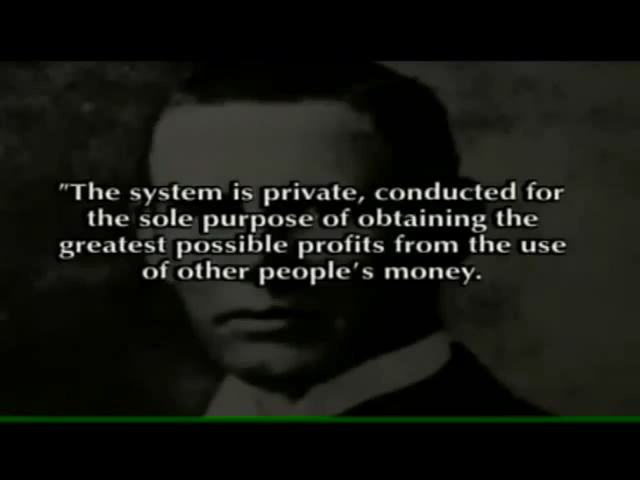 "The system is private, conducted for
the sole purpose of obtaining the
greatest possible profits from the use
of other people's money.